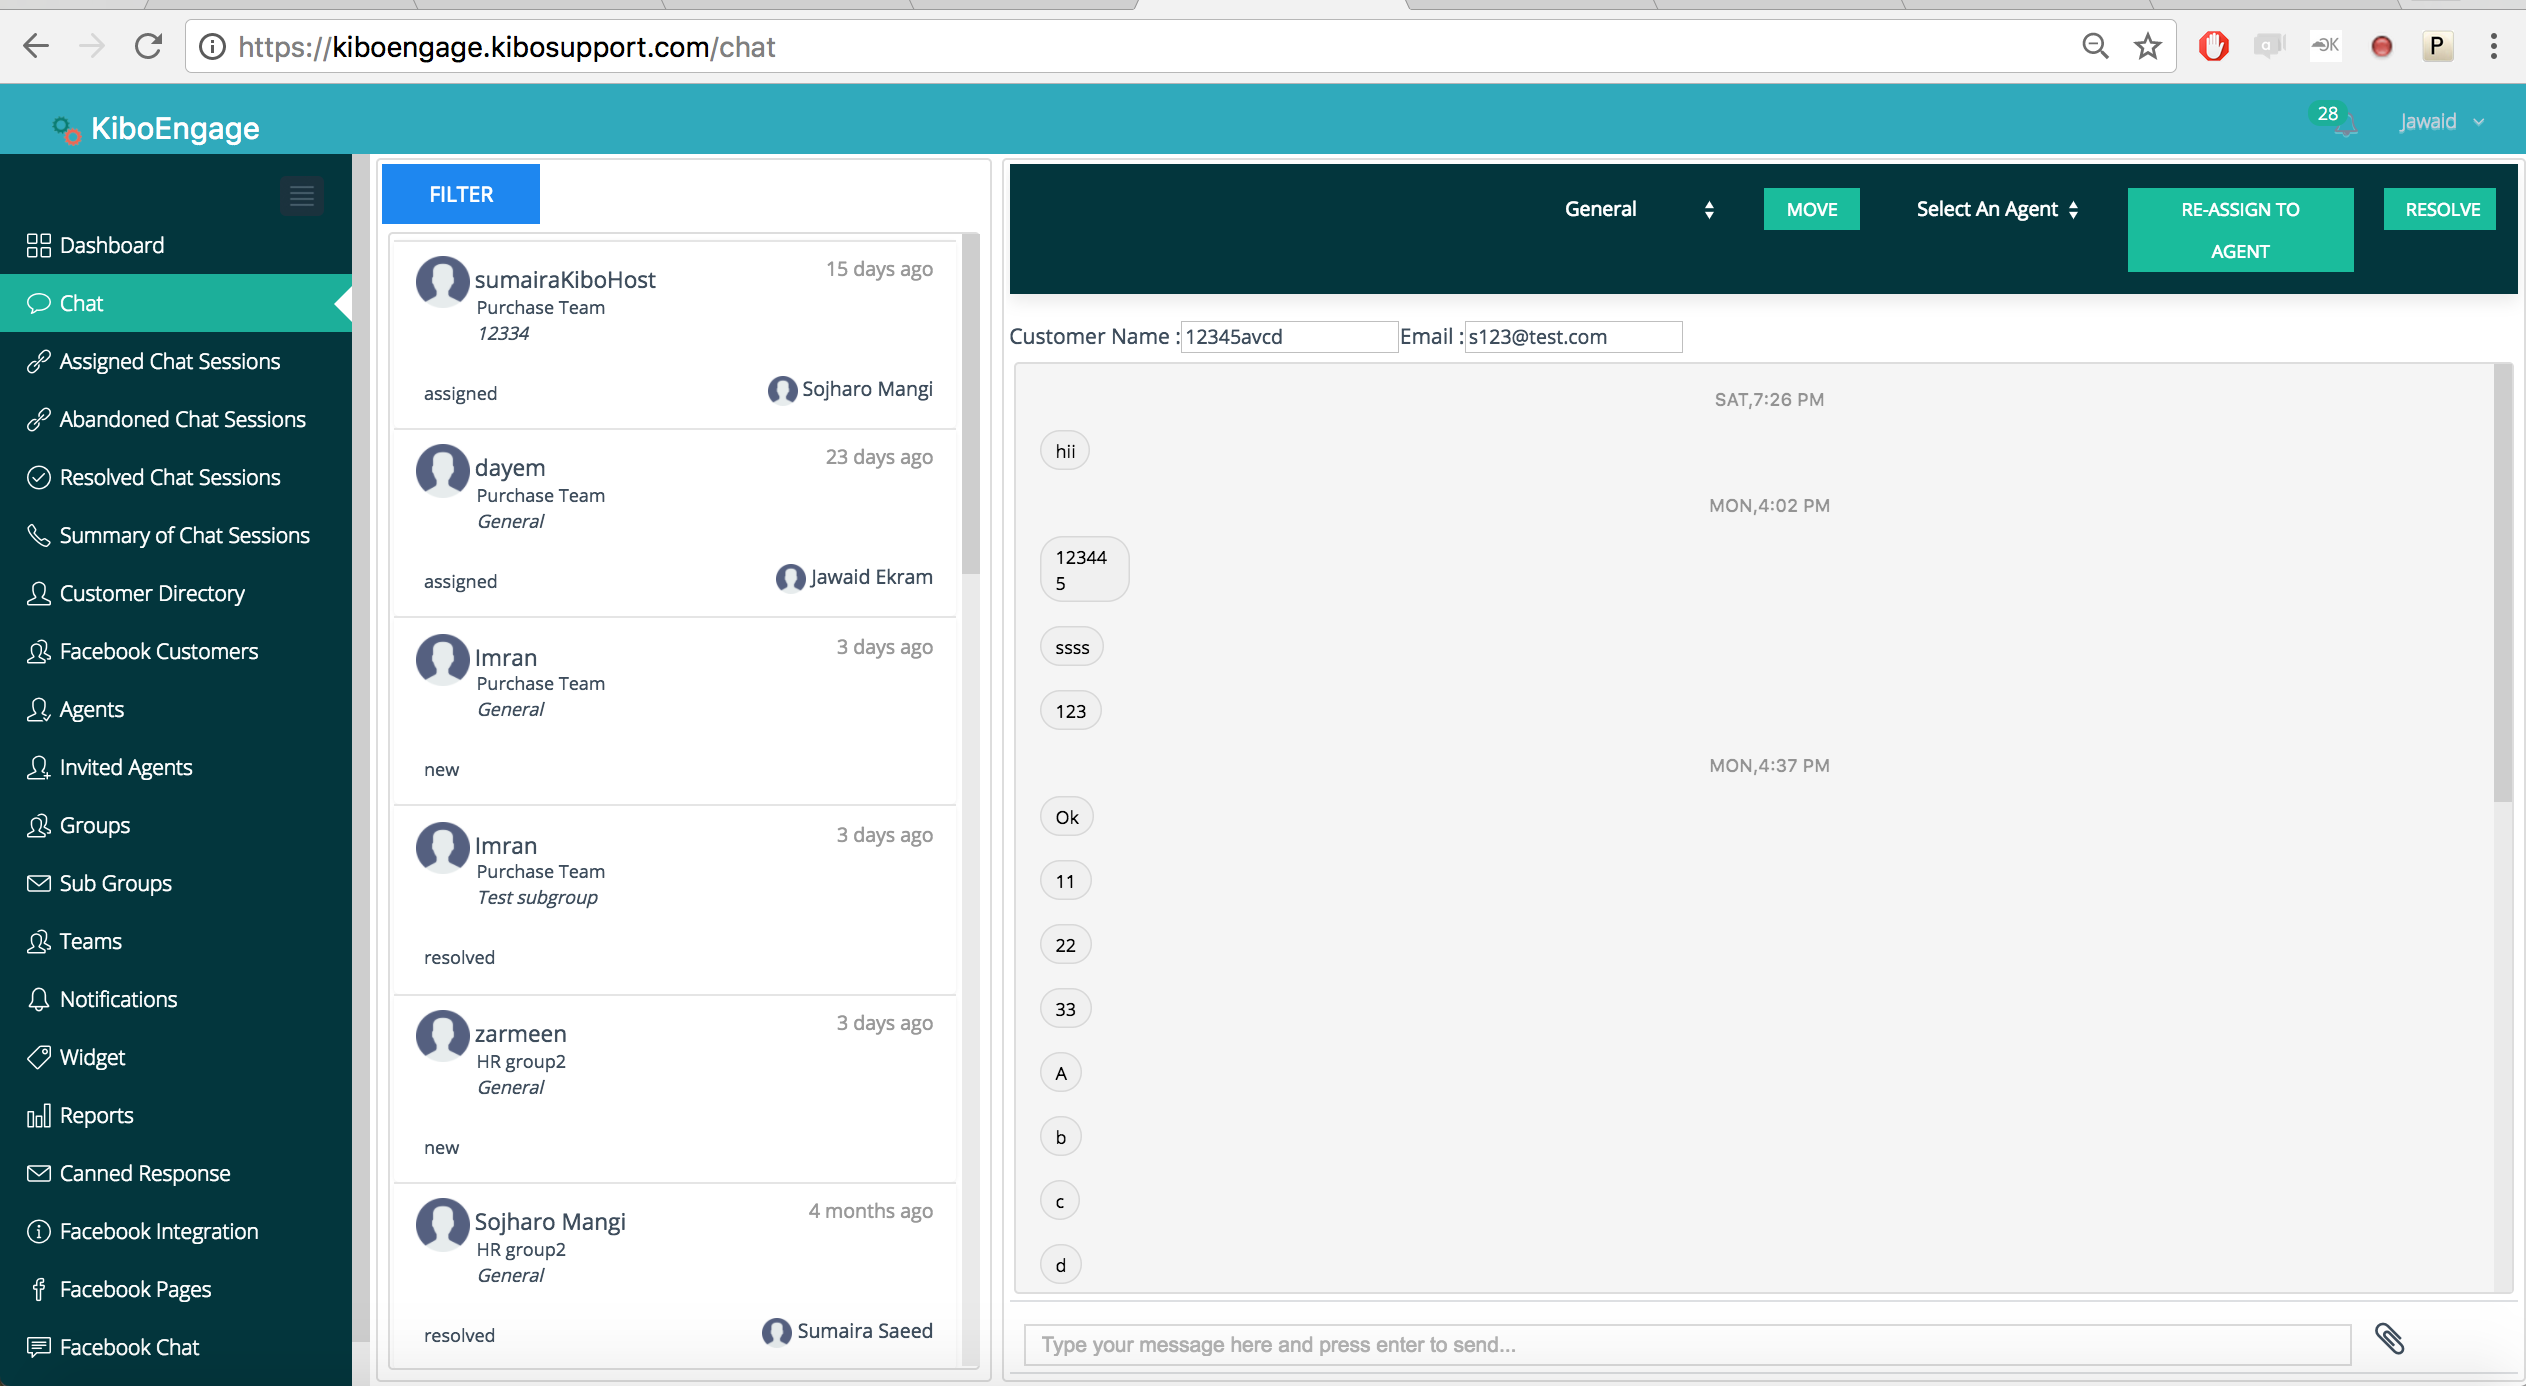 https://kiboengage.kibosupport.com/chat
a
K
P
KiboEngage
28
Jawaid
Dashboard
Chat
Assigned Chat Sessions
Abandoned Chat Sessions
Resolved Chat Sessions
Summary of Chat Sessions
Customer Directory
Facebook Customers
Agents
Invited Agents
Groups
Sub Groups
Teams
Notifications
Widget
Reports
Canned Response
Facebook Integration
Facebook Pages
Facebook Chat
FILTER
sumairaKiboHost
15 days ago
Purchase Team
12334
assigned
Sojharo Mangi
dayem
23 days ago
Purchase Team
General
assigned
Jawaid Ekram
Imran
3 days ago
Purchase Team
General
new
Imran
3 days ago
Purchase Team
Test subgroup
resolved
zarmeen
3 days ago
HR group2
General
new
Sojharo Mangi
4 months ago
HR group2
General
resolved
Sumaira Saeed
General
MOVE
Select An Agent
RE-ASSIGN TO
AGENT
RESOLVE
Customer Name : 12345avcd Email : s123@test.com
SAT,7:26 PM
hii
MON,4:02 PM
12344
5
ssss
123
MON,4:37 PM
Ok
11
22
33
A
b
c
d
Type your message here and press enter to send...